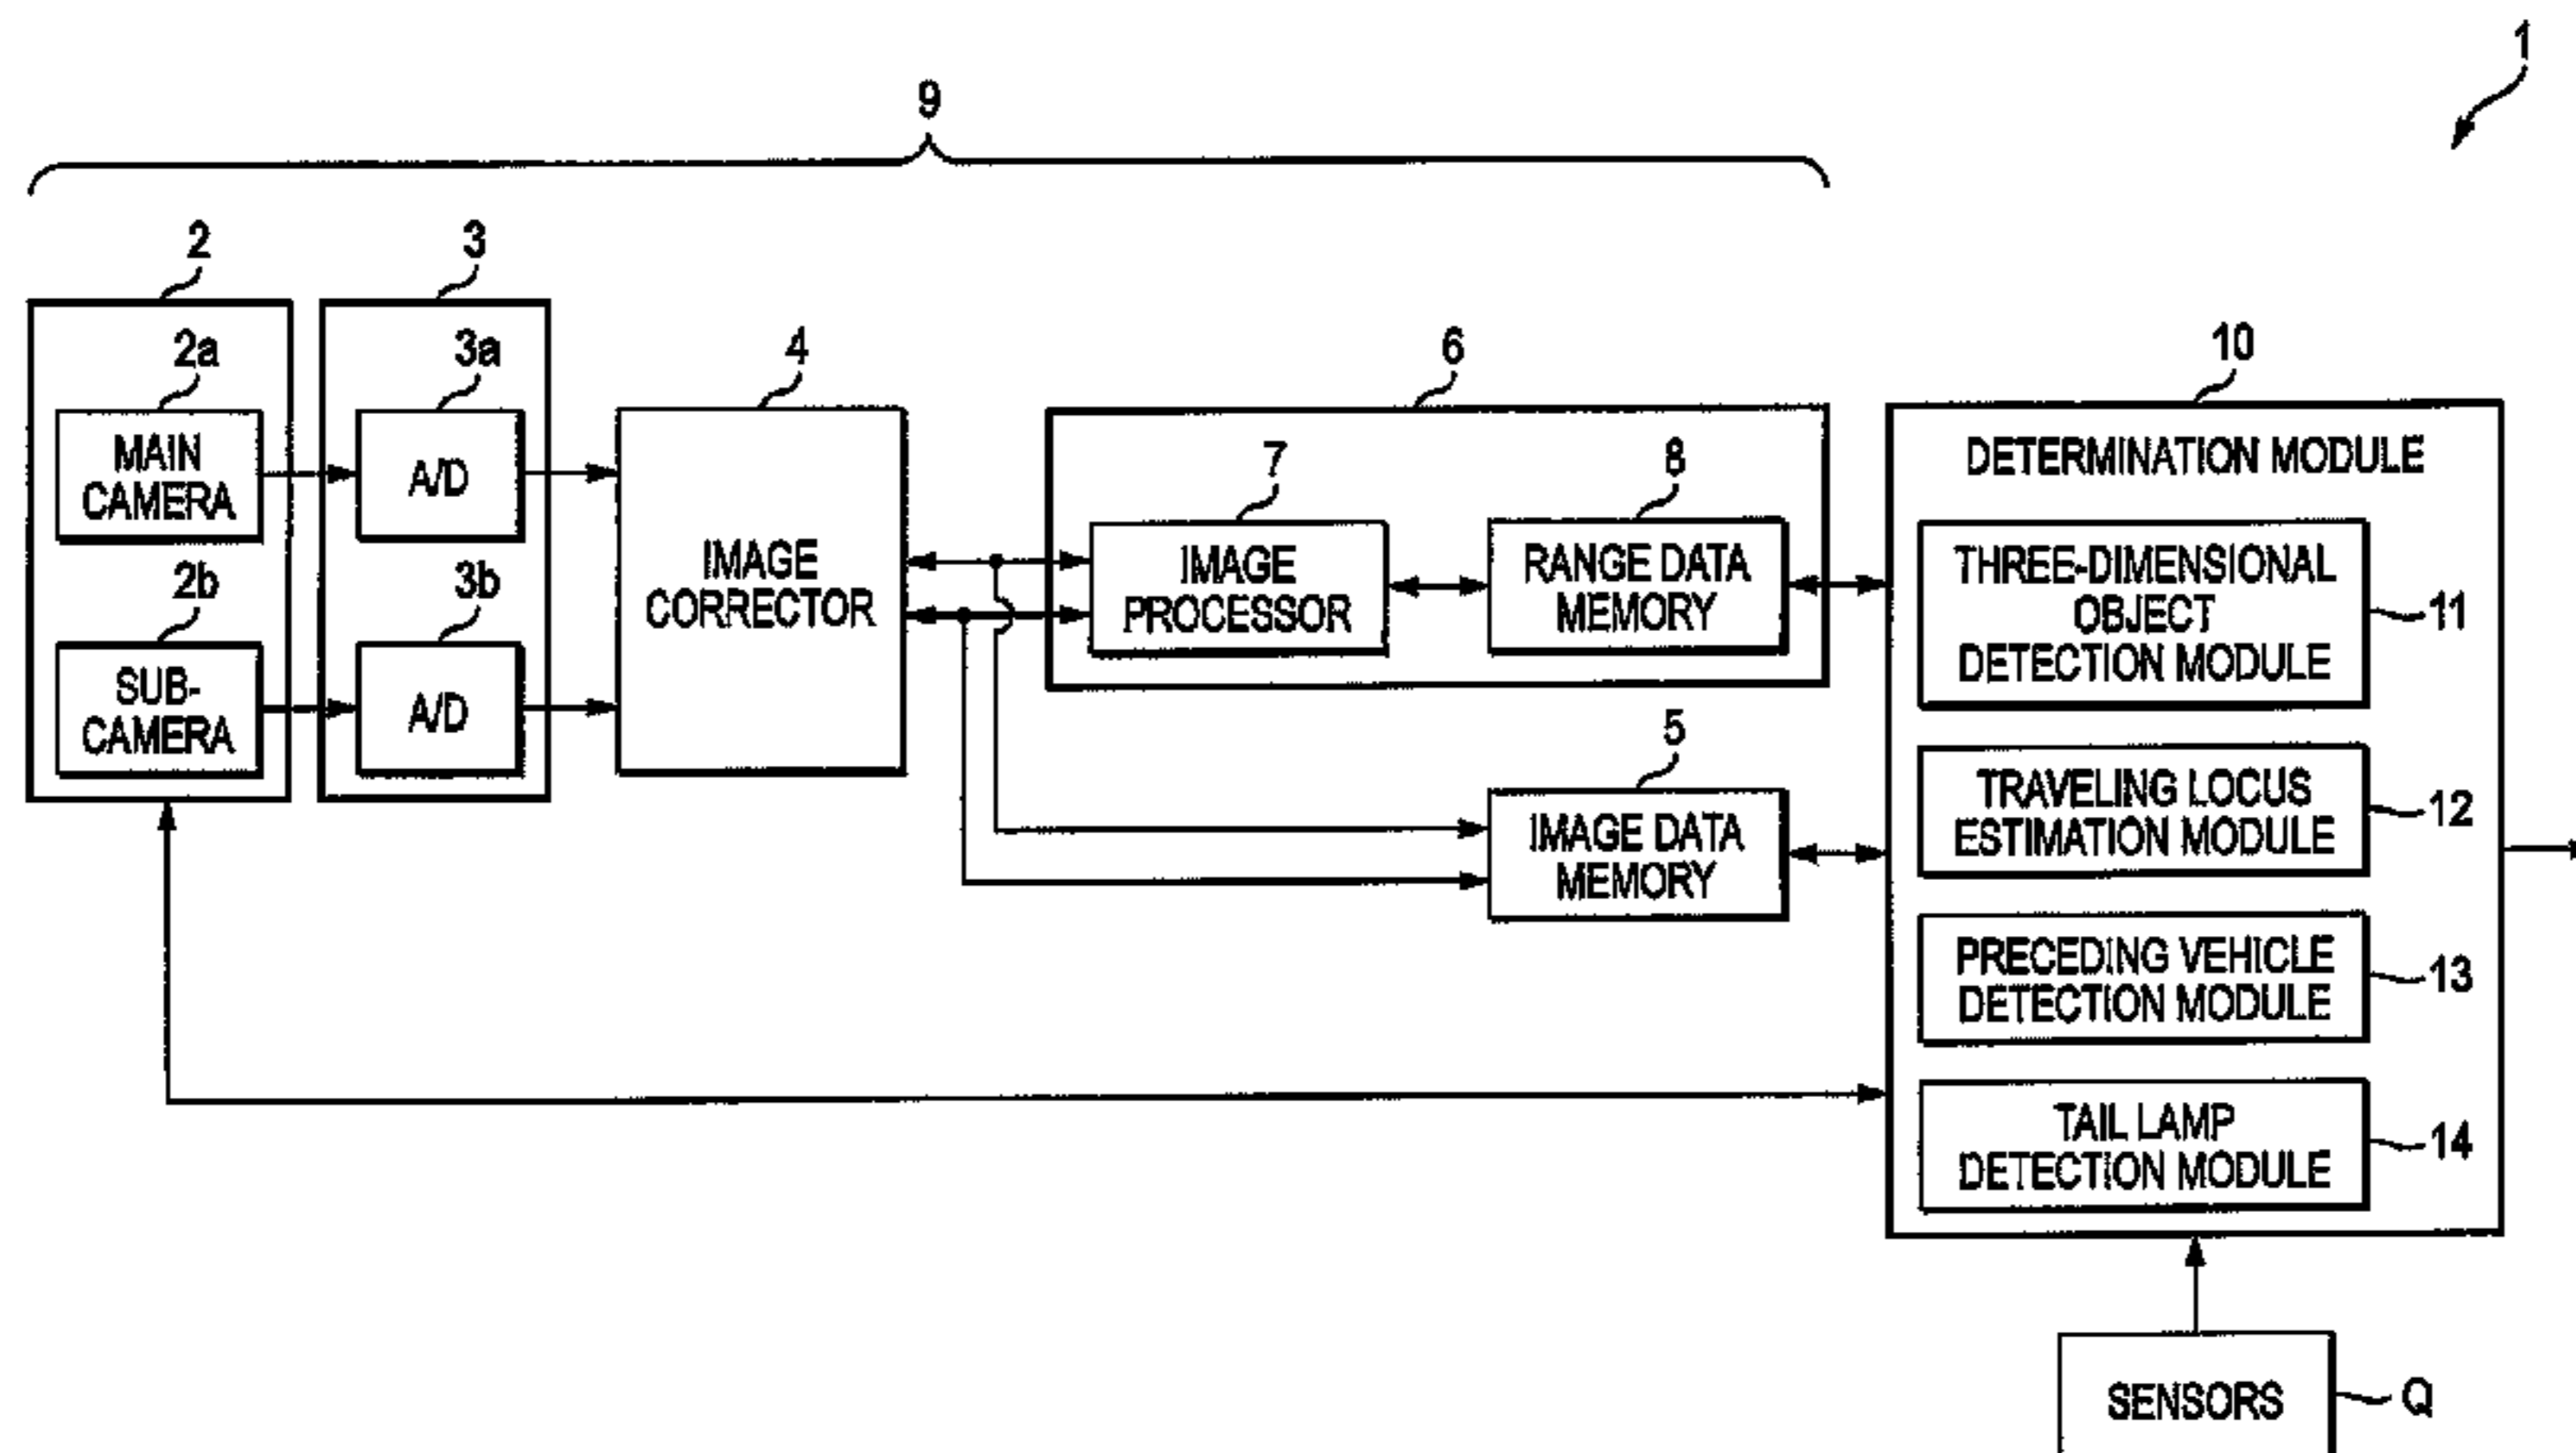 1
9
2
3
2a
3a
4
6
10
MAIN
CAMERA
A/D
7
8
DETERMINATION MODULE
IMAGE
CORRECTOR
IMAGE
PROCESSOR
RANGE DATA
MEMORY
THREE-DIMENSIONAL
OBJECT
DETECTION MODULE
11
2b
3b
SUB-
CAMERA
A/D
5
IMAGE DATA
MEMORY
TRAVELING LOCUS
ESTIMATION MODULE
12
PRECEDING VEHICLE
DETECTION MODULE
13
TAIL LAMP
DETECTION MODULE
14
SENSORS
Q